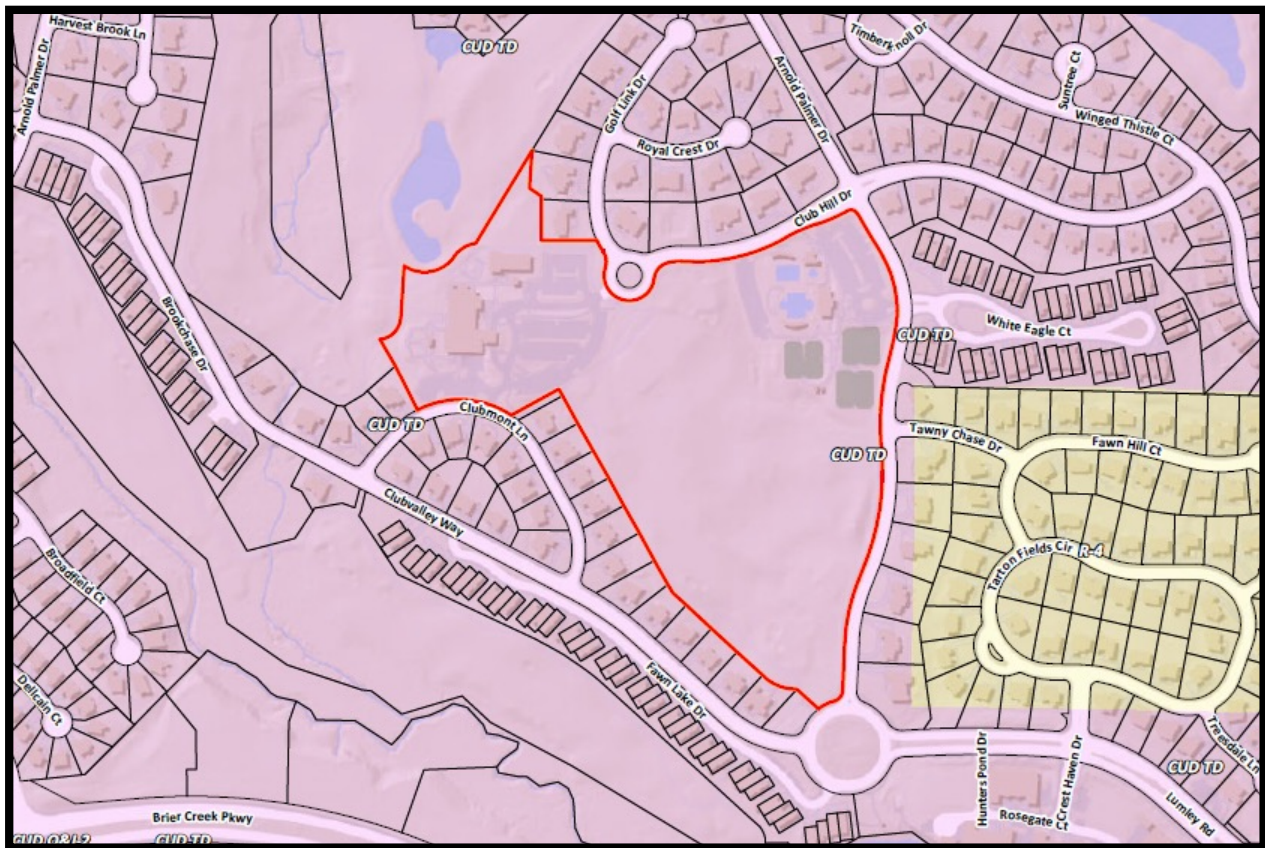 Harvest Brook Ln
Arnold Palmer Dr
CUD TD
Golf Link Dr
Royal Crest Dr
Arnold Palmer Dr
Timberknoll Dr
Suntree Ct
Winged Thistle Ct
Club Hill Dr
Brookchase Dr
White Eagle Ct
CUD TD
CUD TD
Clubmont Ln
CUD TD
Tawny Chase Dr
Fawn Hill Ct
Clubvalley Way
Tarton Fields Cir
R-4
Broadfield Ct
Dellcain Ct
Fawn Lake Dr
Hunters Pond Dr
Crest Haven Dr
Treesdale Ln
CUD TD
Lumley Rd
Rosegate Ct
Brier Creek Pkwy
CUD O&I-2
CUD TD